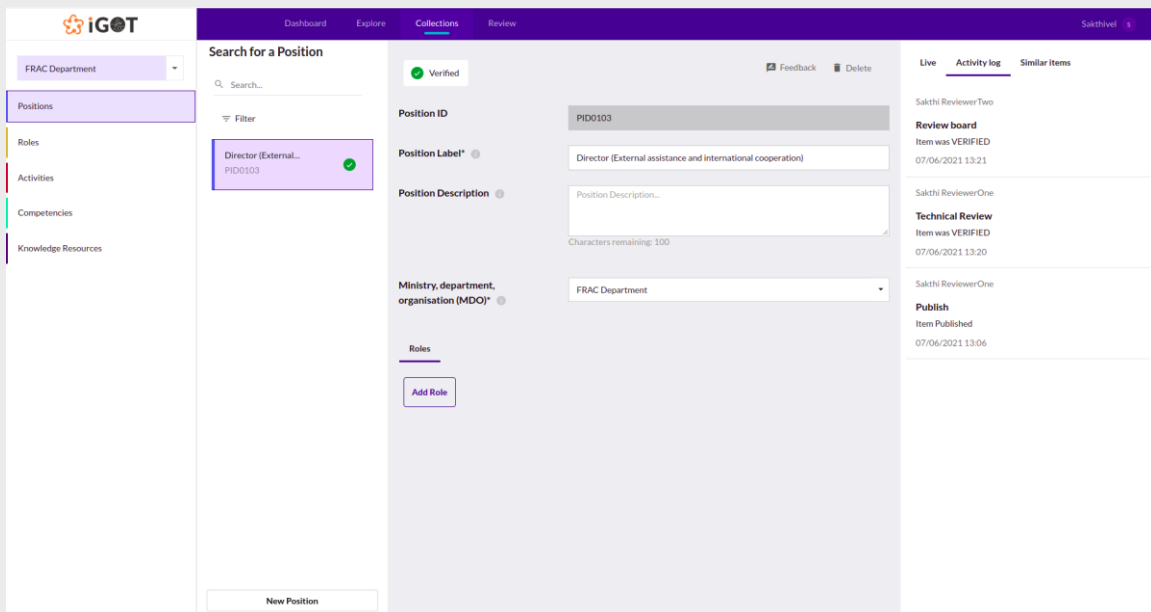 iGOT
Dashboard
Explore
Collections
Review
Sakthivel
s
FRAC Department
Positions
Roles
Activities
Competencies
Knowledge Resources
Search for a Position
Search...
Filter
Director (External...
PID0103
New Position
Verified
Feedback
Delete
Position ID
PID0103
Position Label*
Director (External assistance and international cooperation)
Position Description
Position Description...
Characters remaining: 100
Ministry, department,
organisation (MDO)*
FRAC Department
Roles
Add Role
Live
Activity log
Similar items
Sakthi ReviewerTwo
Review board
Item was VERIFIED
07/06/2021 13:21
Sakthi ReviewerOne
Technical Review
Item was VERIFIED
07/06/2021 13:20
Sakthi ReviewerOne
Publish
Item Published
07/06/2021 13:06